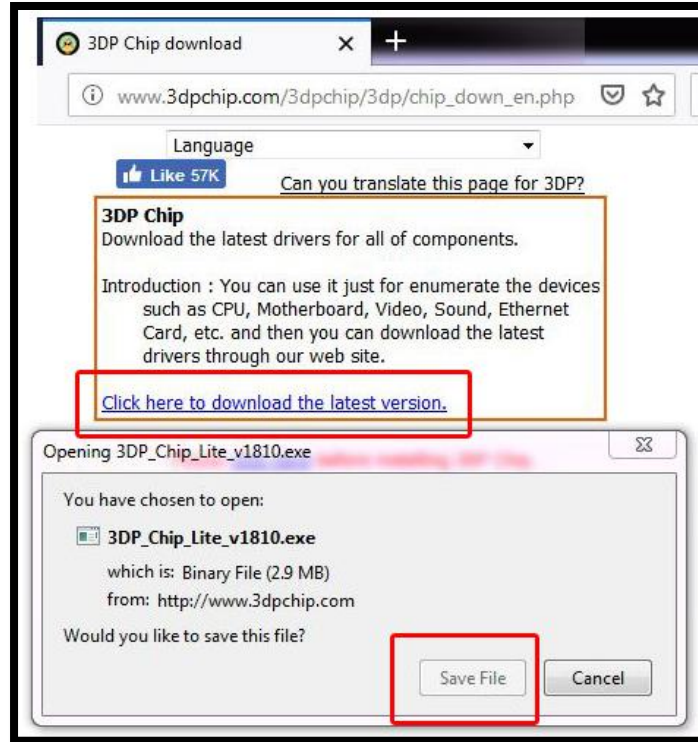 3DP Chip download
www.3dpchip.com/3dpchip/3dp/chip_down_en.php
Language
Like 57K
Can you translate this page for 3DP?
3DP Chip
Download the latest drivers for all of components.
Introduction : You can use it just for enumerate the devices
such as CPU, Motherboard, Video, Sound, Ethernet
Card, etc. and then you can download the latest
drivers through our web site.
Click here to download the latest version.
Opening 3DP_Chip_Lite_v1810.exe
You have chosen to open:
3DP_Chip_Lite_v1810.exe
which is: Binary File (2.9 MB)
from: http://www.3dpchip.com
Would you like to save this file?
Save File
Cancel